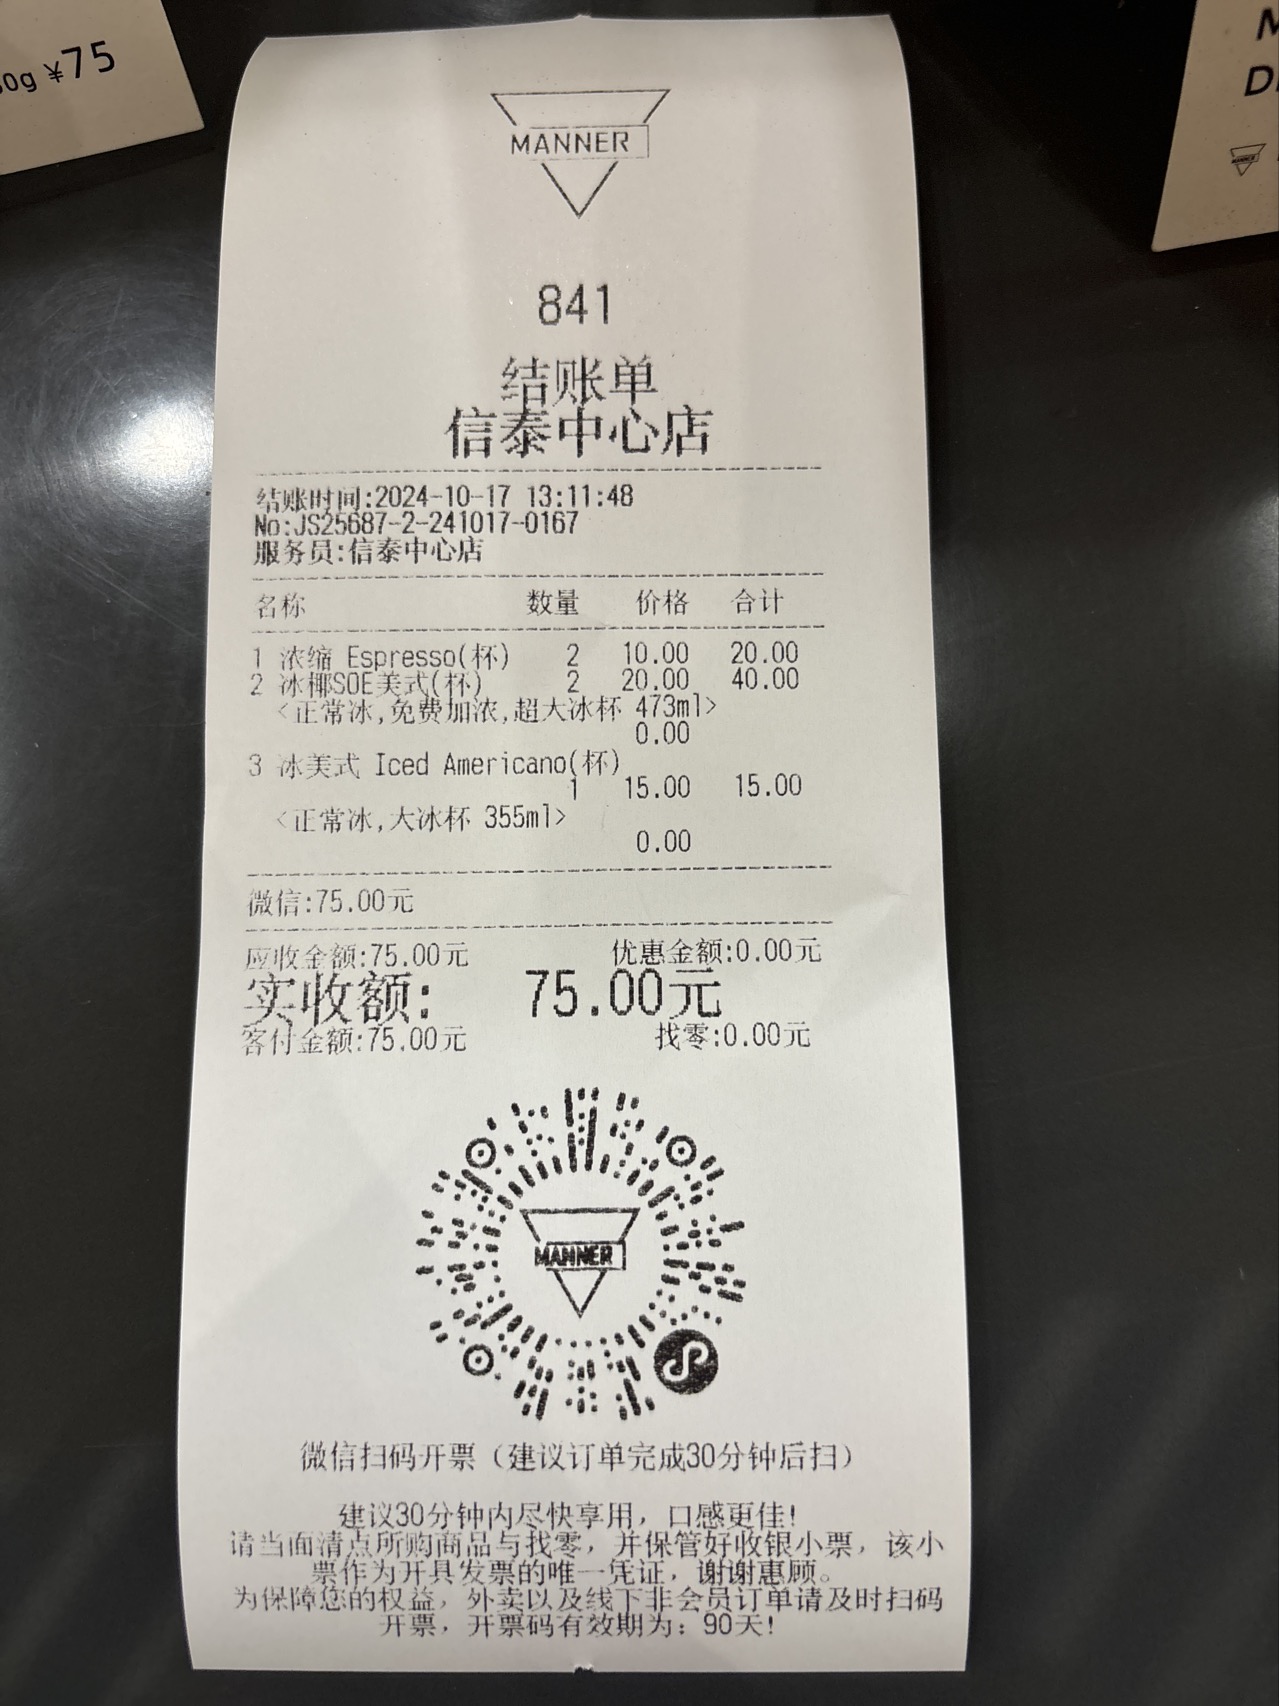 0g ¥75
M
D
MANNER
MANNER
841
结账单
信泰中心店
结账时间:2024-10-17 13:11:48
No:JS25687-2-241017-0167
服务员:信泰中心店
名称 数量 价格 合计
1 浓缩 Espresso(杯) 2 10.00 20.00
2 冰椰SOE美式(杯) 2 20.00 40.00
<正常冰,免费加浓,超大冰杯 473ml>
0.00
3 冰美式 Iced Americano(杯)
1 15.00 15.00
<正常冰,大冰杯 355ml>
0.00
微信:75.00元
应收金额:75.00元 优惠金额:0.00元
实收额: 75.00元
客付金额:75.00元 找零:0.00元
MANNER
微信扫码开票（建议订单完成30分钟后扫）
建议30分钟内尽快享用，口感更佳!
请当面清点所购商品与找零，并保管好收银小票，该小
票作为开具发票的唯一凭证，谢谢惠顾。
为保障您的权益，外卖以及线下非会员订单请及时扫码
开票，开票码有效期为：90天!